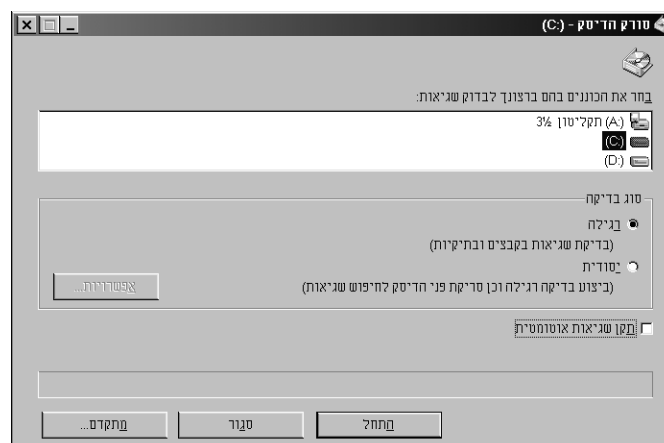 סורק הדיסק - (C:)
בחר את הכוננים בהם ברצונך לבדוק שגיאות:
תקליטון 3½ (A:)
(C:)
(D:)
סוג בדיקה
רגילה
(בדיקת שגיאות בקבצים ובתיקיות)
יסודית
(ביצוע בדיקה רגילה וכן סריקת פני הדיסק לחיפוש שגיאות)
אפשרויות...
תקן שגיאות אוטומטית
התחל
סגור
מתקדם...